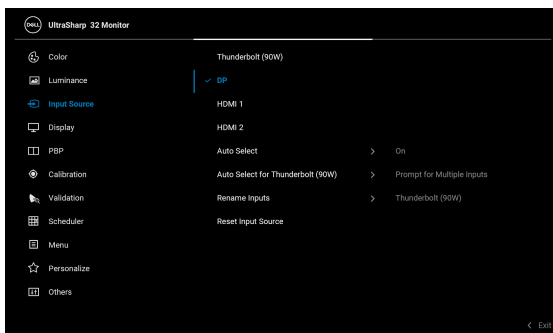 DELL UltraSharp 32 Monitor
Color Thunderbolt (90W)
Luminance DP
Input Source HDMI 1
Display HDMI 2
PBP Auto Select > On
Calibration Auto Select for Thunderbolt (90W) > Prompt for Multiple Inputs
Validation Rename Inputs > Thunderbolt (90W)
Scheduler Reset Input Source
Menu
Personalize
Others
< Exit